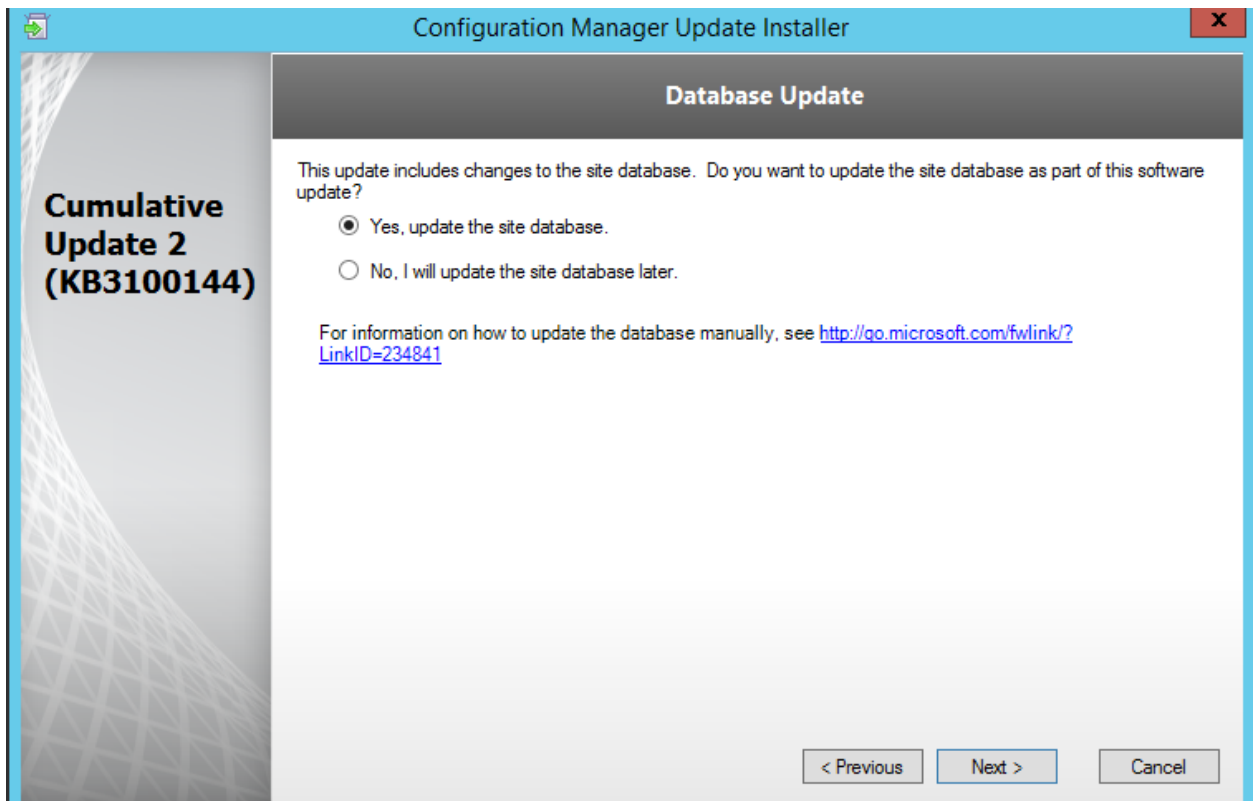 Configuration Manager Update Installer
x
Database Update
Cumulative
Update 2
(KB3100144)
This update includes changes to the site database.  Do you want to update the site database as part of this software
update?
Yes, update the site database.
No, I will update the site database later.
For information on how to update the database manually, see http://go.microsoft.com/fwlink/?
LinkID=234841
< Previous
Next >
Cancel